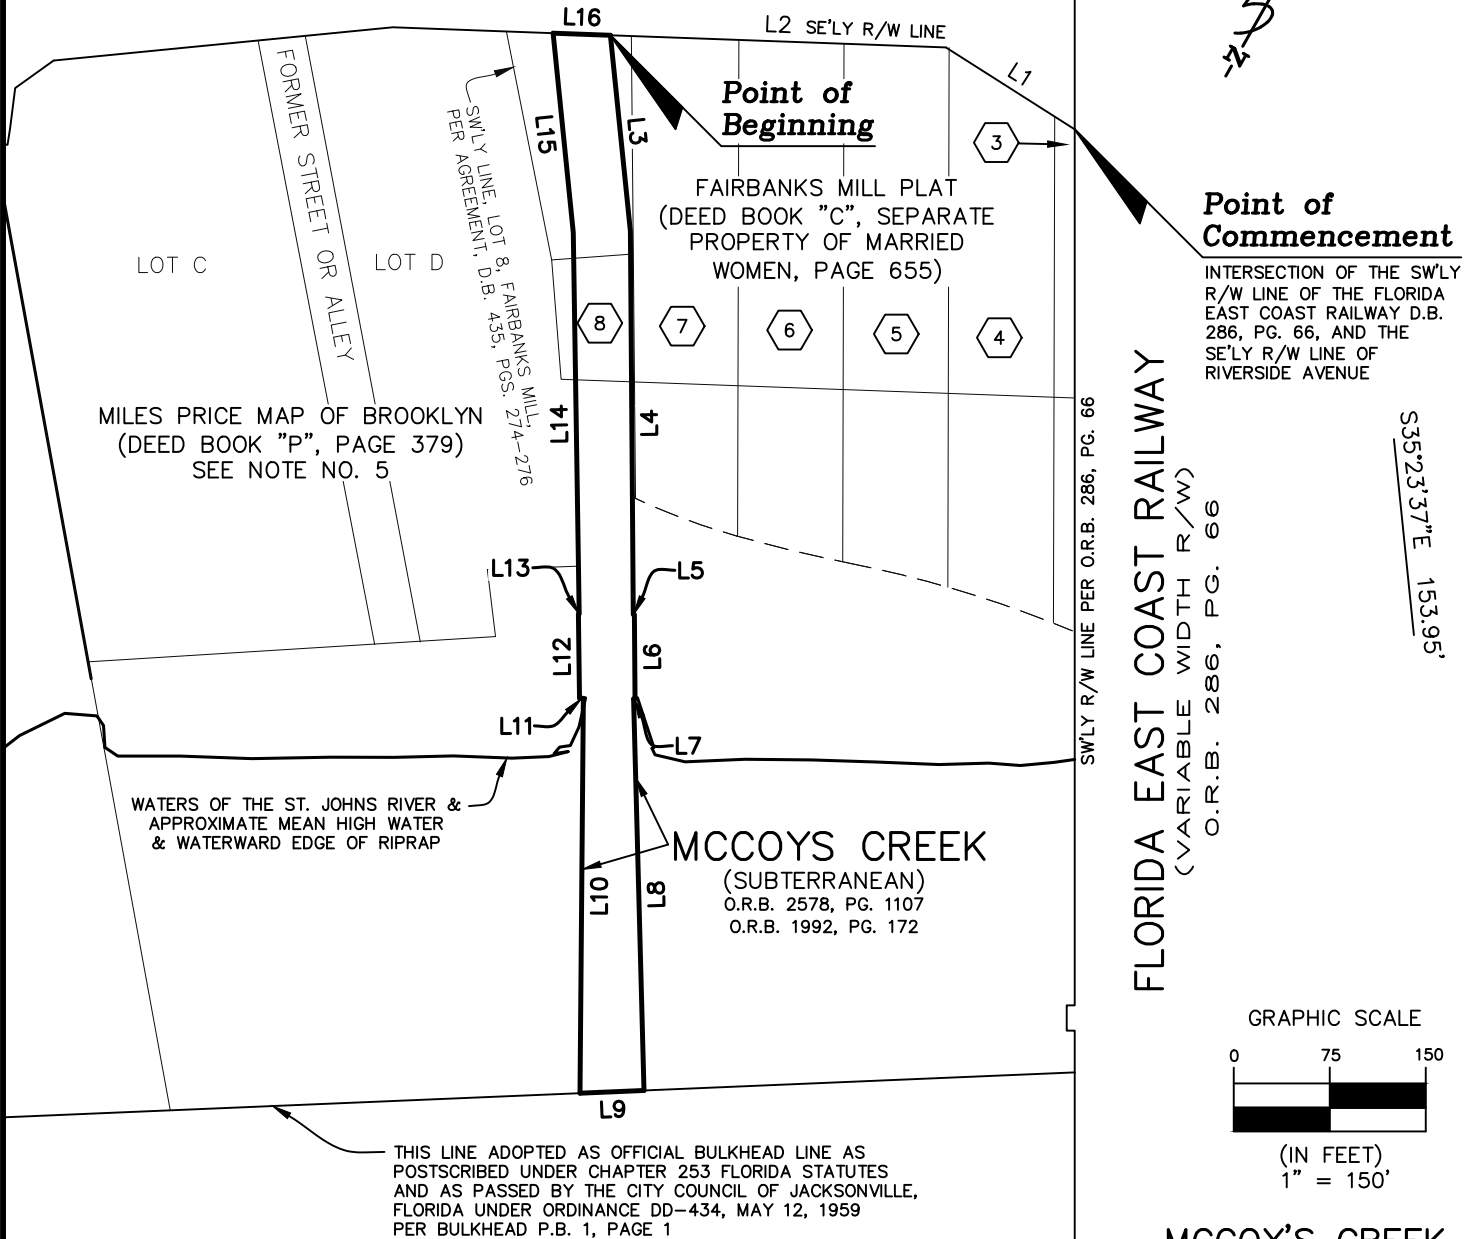 L16
L2 SE'LY R/W LINE
L1
N
Point of
Beginning
L15
L3
3
FORMER STREET OR ALLEY
SW'LY LINE, LOT 8, FAIRBANKS MILL,
PER AGREEMENT, D.B. 435, PGS. 274-276
FAIRBANKS MILL PLAT
(DEED BOOK "C", SEPARATE
PROPERTY OF MARRIED
WOMEN, PAGE 655)
Point of
Commencement
INTERSECTION OF THE SW'LY
R/W LINE OF THE FLORIDA
EAST COAST RAILWAY D.B.
286, PG. 66, AND THE
SE'LY R/W LINE OF
RIVERSIDE AVENUE
LOT C
LOT D
8
7
6
5
4
MILES PRICE MAP OF BROOKLYN
(DEED BOOK "P", PAGE 379)
SEE NOTE NO. 5
L14
L4
SW'LY R/W LINE PER O.R.B. 286, PG. 66
FLORIDA EAST COAST RAILWAY
(VARIABLE WIDTH R/W)
O.R.B. 286, PG. 66
S35°23'37"E 153.95'
L13
L5
L12
L6
L11
L7
WATERS OF THE ST. JOHNS RIVER &
APPROXIMATE MEAN HIGH WATER
& WATERWARD EDGE OF RIPRAP
MCCOYS CREEK
(SUBTERRANEAN)
O.R.B. 2578, PG. 1107
O.R.B. 1992, PG. 172
L10
L8
L9
GRAPHIC SCALE
0 75 150
(IN FEET)
1" = 150'
THIS LINE ADOPTED AS OFFICIAL BULKHEAD LINE AS
POSTSCRIBED UNDER CHAPTER 253 FLORIDA STATUTES
AND AS PASSED BY THE CITY COUNCIL OF JACKSONVILLE,
FLORIDA UNDER ORDINANCE DD-434, MAY 12, 1959
PER BULKHEAD P.B. 1, PAGE 1
MCCOY'S CREEK